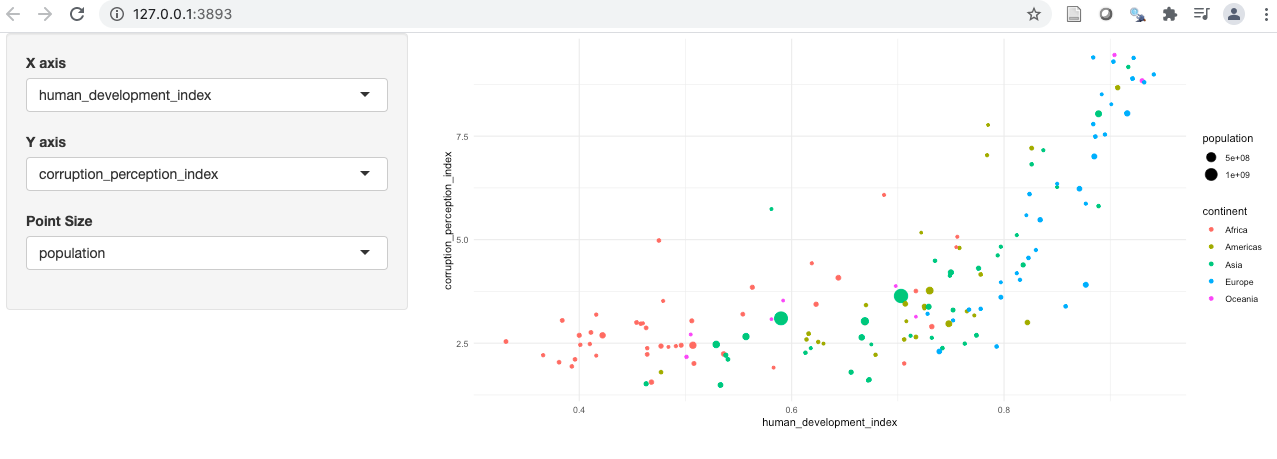 127.0.0.1:3893
X axis
human_development_index
Y axis
corruption_perception_index
Point Size
population
corruption_perception_index
7.5
5.0
2.5
0.4
0.6
0.8
human_development_index
population
5e+08
1e+09
continent
Africa
Americas
Asia
Europe
Oceania